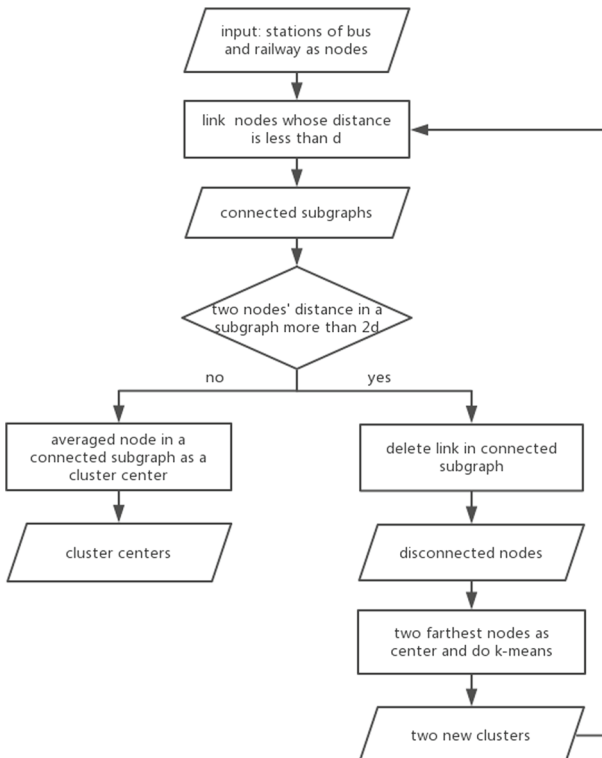 input: stations of bus
and railway as nodes
link nodes whose distance
is less than d
connected subgraphs
two nodes' distance in a
subgraph more than 2d
no
yes
averaged node in a
connected subgraph as a
cluster center
delete link in connected
subgraph
cluster centers
disconnected nodes
two farthest nodes as
center and do k-means
two new clusters